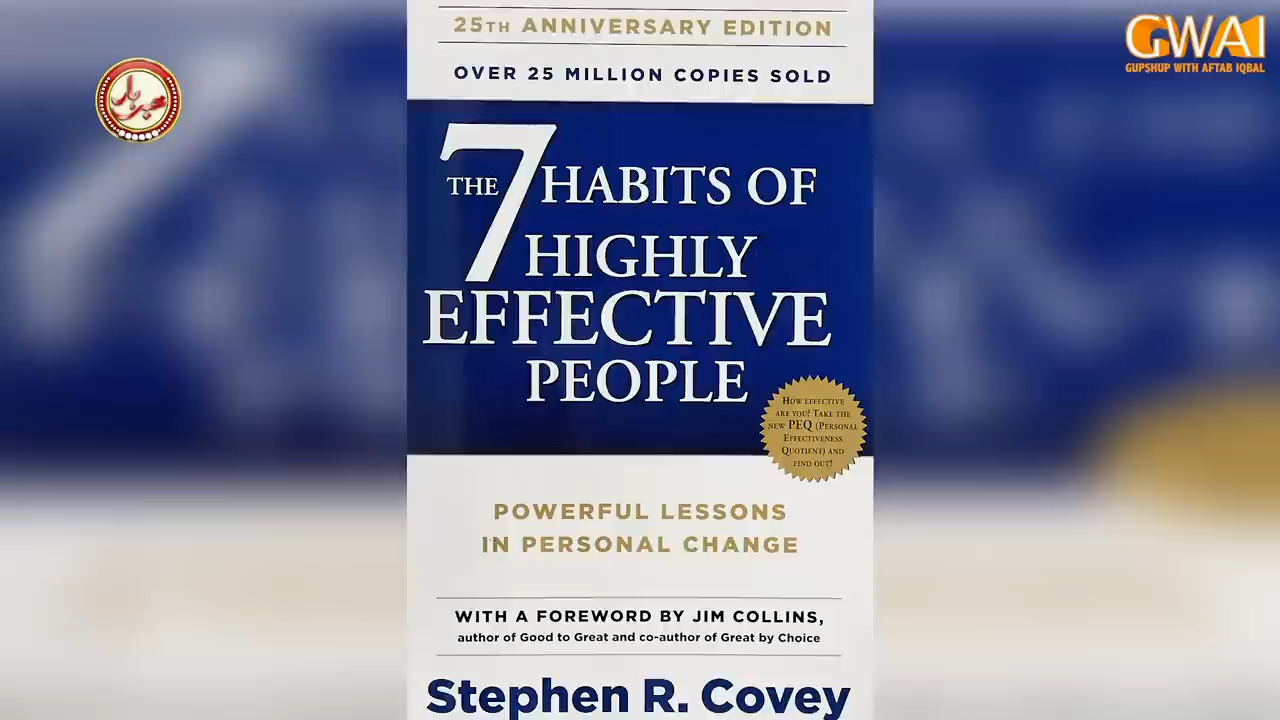 25TH ANNIVERSARY EDITION
OVER 25 MILLION COPIES SOLD
THE 7 HABITS OF
HIGHLY
EFFECTIVE
PEOPLE
HOW EFFECTIVE
ARE YOU? TAKE THE
NEW PEQ (PERSONAL
EFFECTIVENESS
QUOTIENT) AND
FIND OUT!
POWERFUL LESSONS
IN PERSONAL CHANGE
WITH A FOREWORD BY JIM COLLINS,
author of Good to Great and co-author of Great by Choice
Stephen R. Covey
GWAI
GUPSHUP WITH AFTAB IQBAL
خبر ہار